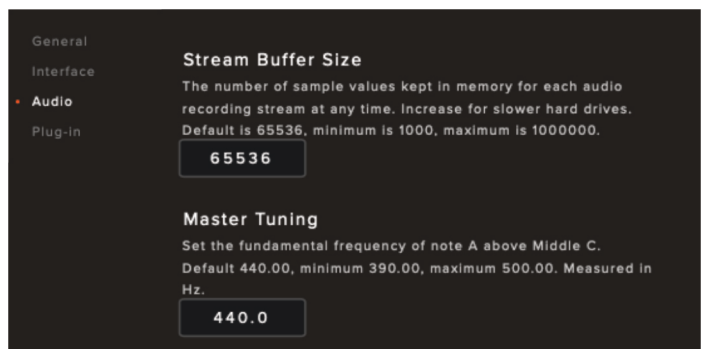 General
Interface
Audio
Plug-in
Stream Buffer Size
The number of sample values kept in memory for each audio
recording stream at any time. Increase for slower hard drives.
Default is 65536, minimum is 1000, maximum is 1000000.
65536
Master Tuning
Set the fundamental frequency of note A above Middle C.
Default 440.00, minimum 390.00, maximum 500.00. Measured in
Hz.
440.0